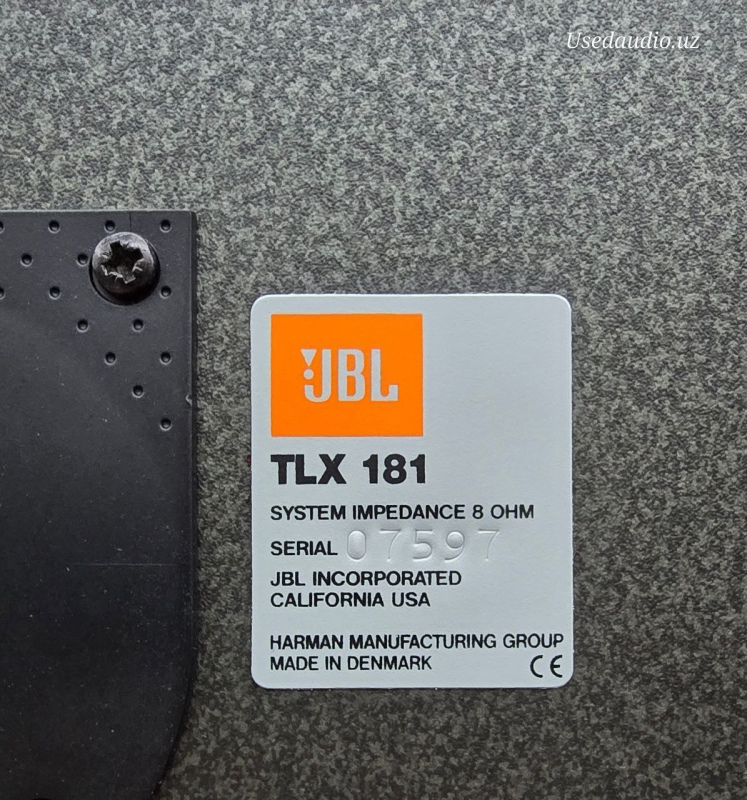 Usedaudio.uz
JBL
TLX 181
SYSTEM IMPEDANCE 8 OHM
SERIAL 07597
JBL INCORPORATED
CALIFORNIA USA
HARMAN MANUFACTURING GROUP
MADE IN DENMARK
CE